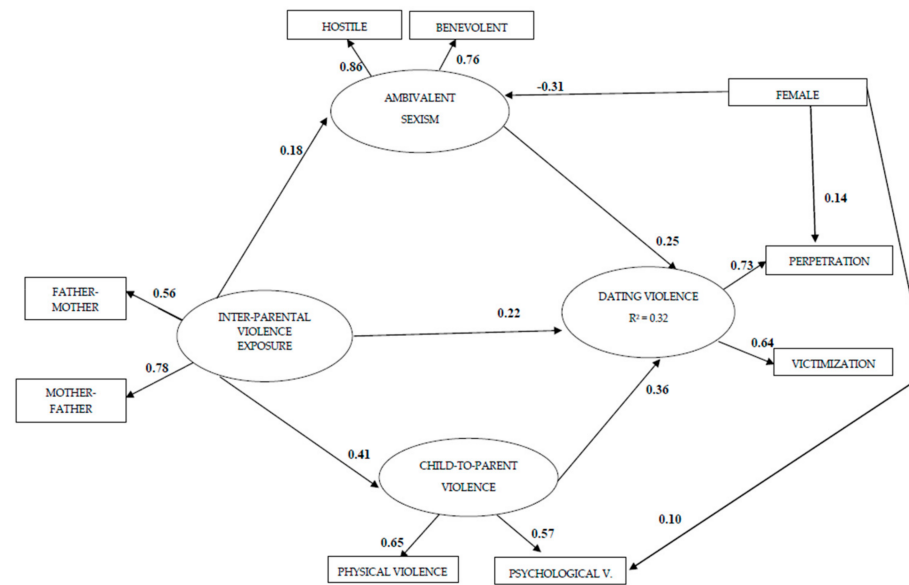 HOSTILE
BENEVOLENT
0.86
0.76
AMBIVALENT
SEXISM
-0.31
FEMALE
0.18
0.14
0.25
FATHER-
MOTHER
0.56
INTER-PARENTAL
VIOLENCE
EXPOSURE
0.22
DATING VIOLENCE
R² = 0.32
0.73
PERPETRATION
0.64
VICTIMIZATION
MOTHER-
FATHER
0.78
0.36
0.41
CHILD-TO-PARENT
VIOLENCE
0.10
0.65
0.57
PHYSICAL VIOLENCE
PSYCHOLOGICAL V.